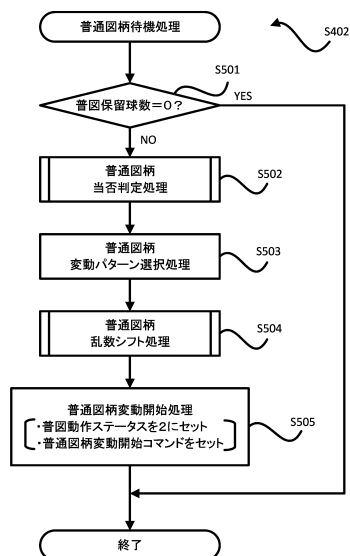 普通図柄待機処理
S402
S501
普図保留球数=0?
YES
NO
普通図柄
当否判定処理
S502
普通図柄
変動パターン選択処理
S503
普通図柄
乱数シフト処理
S504
普通図柄変動開始処理
・普図動作ステータスを2にセット
・普通図柄変動開始コマンドをセット
S505
終了